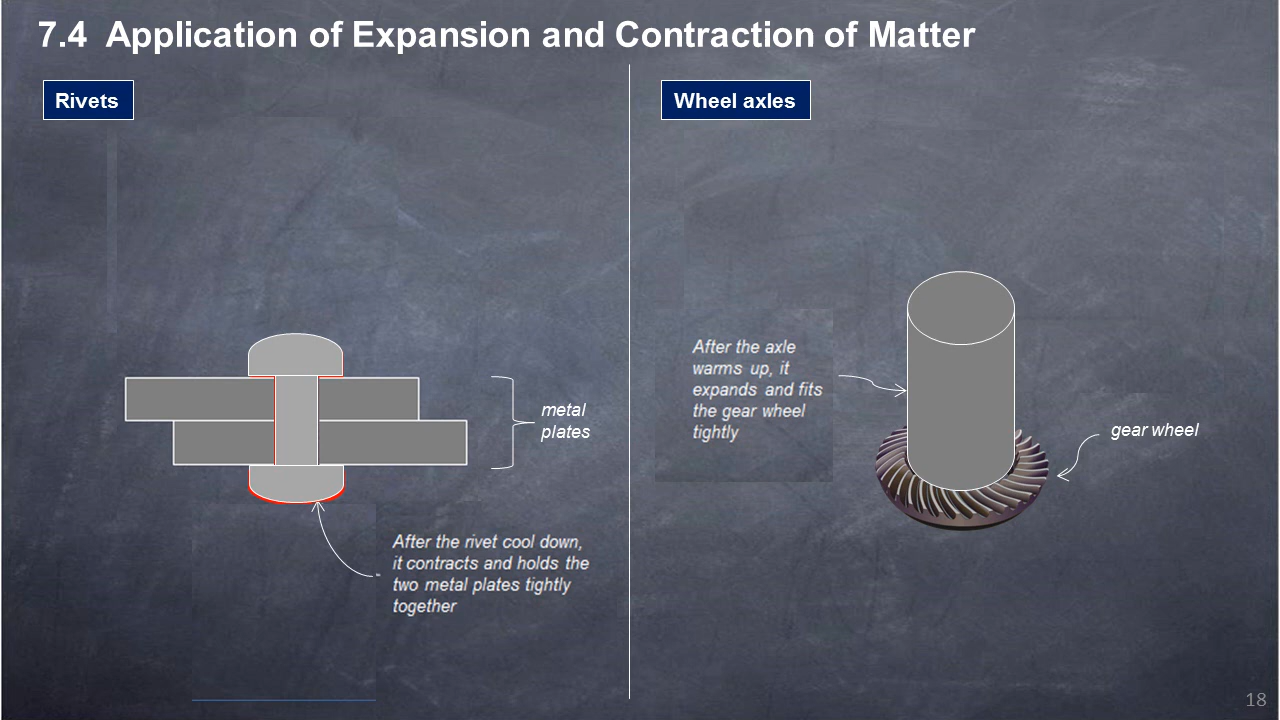 7.4  Application of Expansion and Contraction of Matter
Rivets
metal
plates
After the rivet cool down,
it contracts and holds the
two metal plates tightly
together
Wheel axles
After the axle
warms up, it
expands and fits
the gear wheel
tightly
gear wheel
18